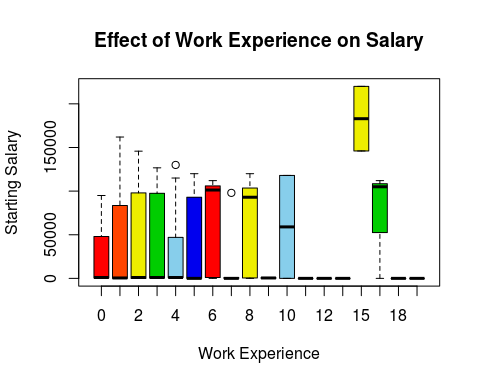 Effect of Work Experience on Salary
Starting Salary
150000
50000
0
0 2 4 6 8 10 12 15 18
Work Experience